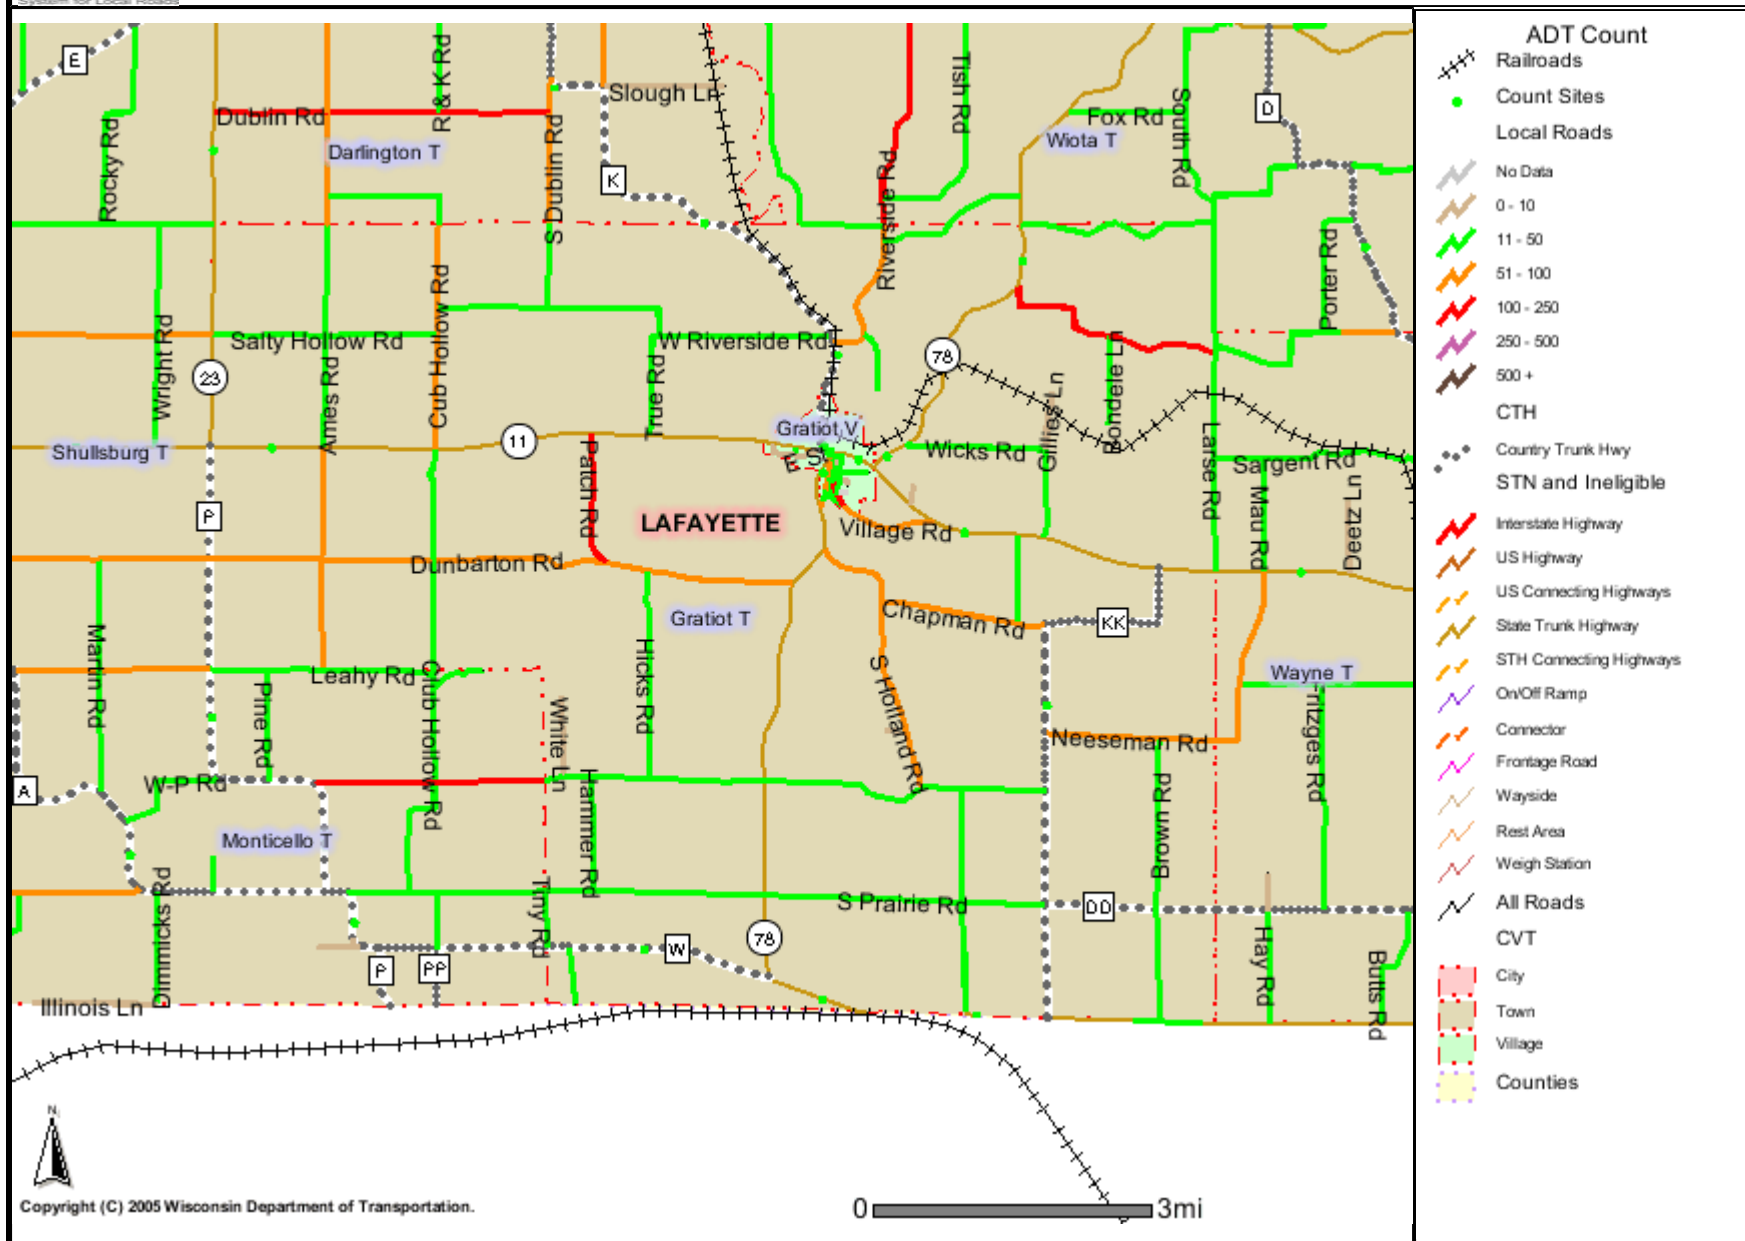 System for Local Roads
E
R & K Rd
Slough Ln
Tish Rd
D
Dublin Rd
Fox Rd
South Rd
Darlington T
Wiota T
Rocky Rd
S Dublin Rd
K
Riverside Rd
Porter Rd
Cub Hollow Rd
Salty Hollow Rd
W Riverside Rd
Wright Rd
23
Ames Rd
True Rd
78
Gillies Ln
Gratiot V
Shullsburg T
11
Wicks Rd
Larse Rd
Sargent Rd
Patch Rd
P
LAFAYETTE
Village Rd
Mau Rd
Deetz Ln
Dunbarton Rd
Gratiot T
Chapman Rd
KK
Martin Rd
Leahy Rd
Club Hollow Rd
Hicks Rd
S Holland Rd
Wayne T
Pine Rd
White Ln
Neeseman Rd
Fritzges Rd
A
W-P Rd
Hammer Rd
Brown Rd
Monticello T
Dimmicks Rd
Tiny Rd
S Prairie Rd
DD
78
W
P
PP
Hay Rd
Butts Rd
Illinois Ln
N
Copyright (C) 2005 Wisconsin Department of Transportation.
0
3mi
ADT Count
Railroads
Count Sites
Local Roads
No Data
0 - 10
11 - 50
51 - 100
100 - 250
250 - 500
500 +
CTH
Country Trunk Hwy
STN and Ineligible
Interstate Highway
US Highway
US Connecting Highways
State Trunk Highway
STH Connecting Highways
On/Off Ramp
Connector
Frontage Road
Wayside
Rest Area
Weigh Station
All Roads
CVT
City
Town
Village
Counties